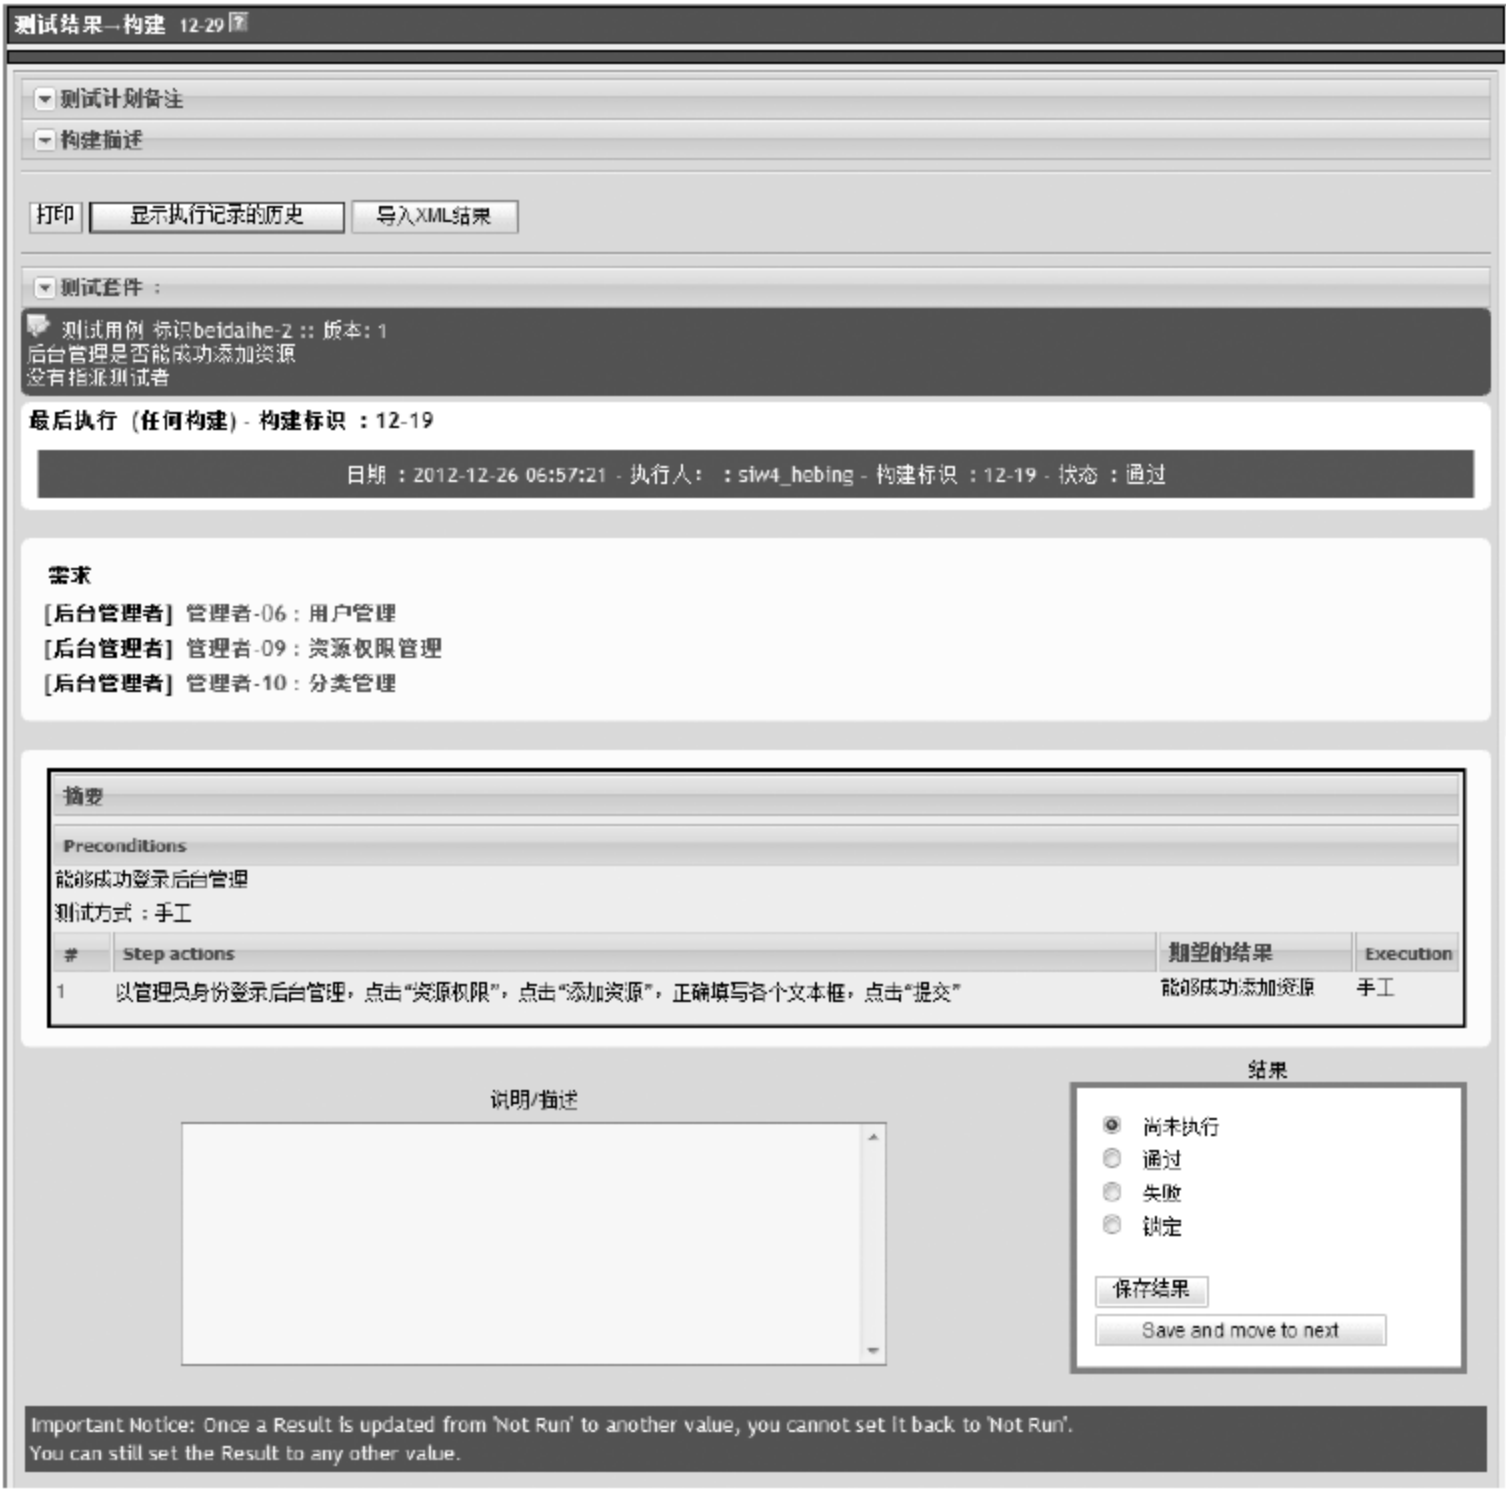 测试结果→构建 12-29 ?
测试计划备注
构建描述
打印 显示执行记录的历史 导入XML结果
测试套件 :
测试用例 标识beidaihe-2 :: 版本: 1
后台管理是否能成功添加资源
没有指派测试者
最后执行 (任何构建) - 构建标识 : 12-19
日期 : 2012-12-26 06:57:21 - 执行人: : siw4_hebing - 构建标识 : 12-19 - 状态 : 通过
需求
[后台管理者] 管理者-06 : 用户管理
[后台管理者] 管理者-09 : 资源权限管理
[后台管理者] 管理者-10 : 分类管理
摘要
Preconditions
能够成功登录后台管理
测试方式 : 手工
# Step actions 期望的结果 Execution
1 以管理员身份登录后台管理，点击“资源权限”，点击“添加资源”，正确填写各个文本框，点击“提交” 能够成功添加资源 手工
结果
说明/描述
尚未执行
通过
失败
锁定
保存结果
Save and move to next
Important Notice: Once a Result is updated from 'Not Run' to another value, you cannot set it back to 'Not Run'.
You can still set the Result to any other value.